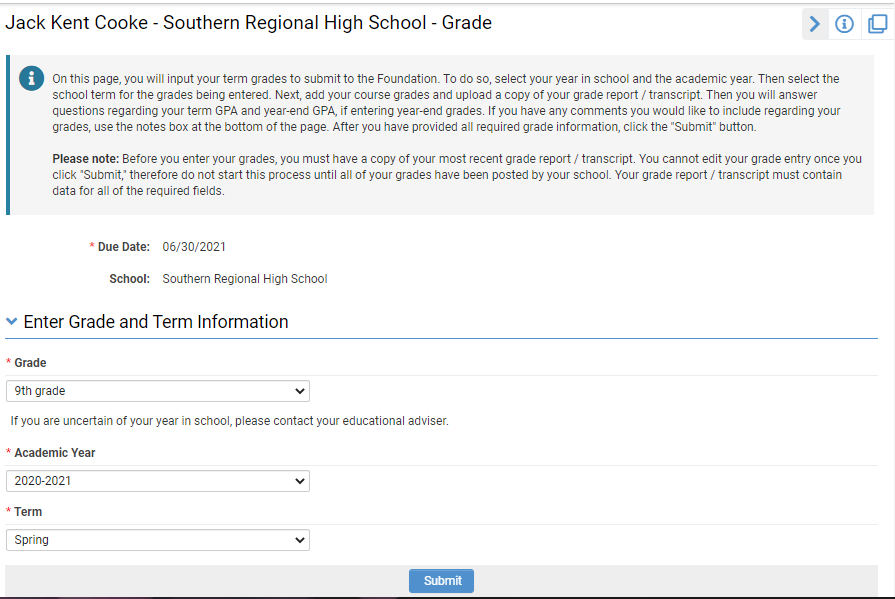 Jack Kent Cooke - Southern Regional High School - Grade
On this page, you will input your term grades to submit to the Foundation. To do so, select your year in school and the academic year. Then select the
school term for the grades being entered. Next, add your course grades and upload a copy of your grade report / transcript. Then you will answer
questions regarding your term GPA and year-end GPA, if entering year-end grades. If you have any comments you would like to include regarding your
grades, use the notes box at the bottom of the page. After you have provided all required grade information, click the "Submit" button.
Please note: Before you enter your grades, you must have a copy of your most recent grade report / transcript. You cannot edit your grade entry once you
click "Submit," therefore do not start this process until all of your grades have been posted by your school. Your grade report / transcript must contain
data for all of the required fields.
* Due Date: 06/30/2021
School: Southern Regional High School
Enter Grade and Term Information
* Grade
9th grade
If you are uncertain of your year in school, please contact your educational adviser.
* Academic Year
2020-2021
* Term
Spring
Submit